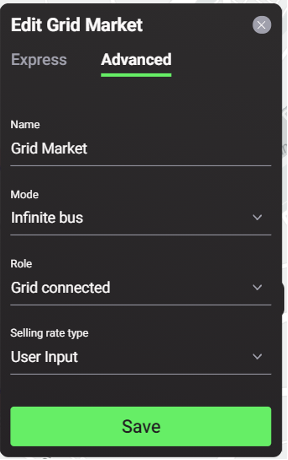 Edit Grid Market
Express Advanced
Name
Grid Market
Mode
Infinite bus
Role
Grid connected
Selling rate type
User Input
Save